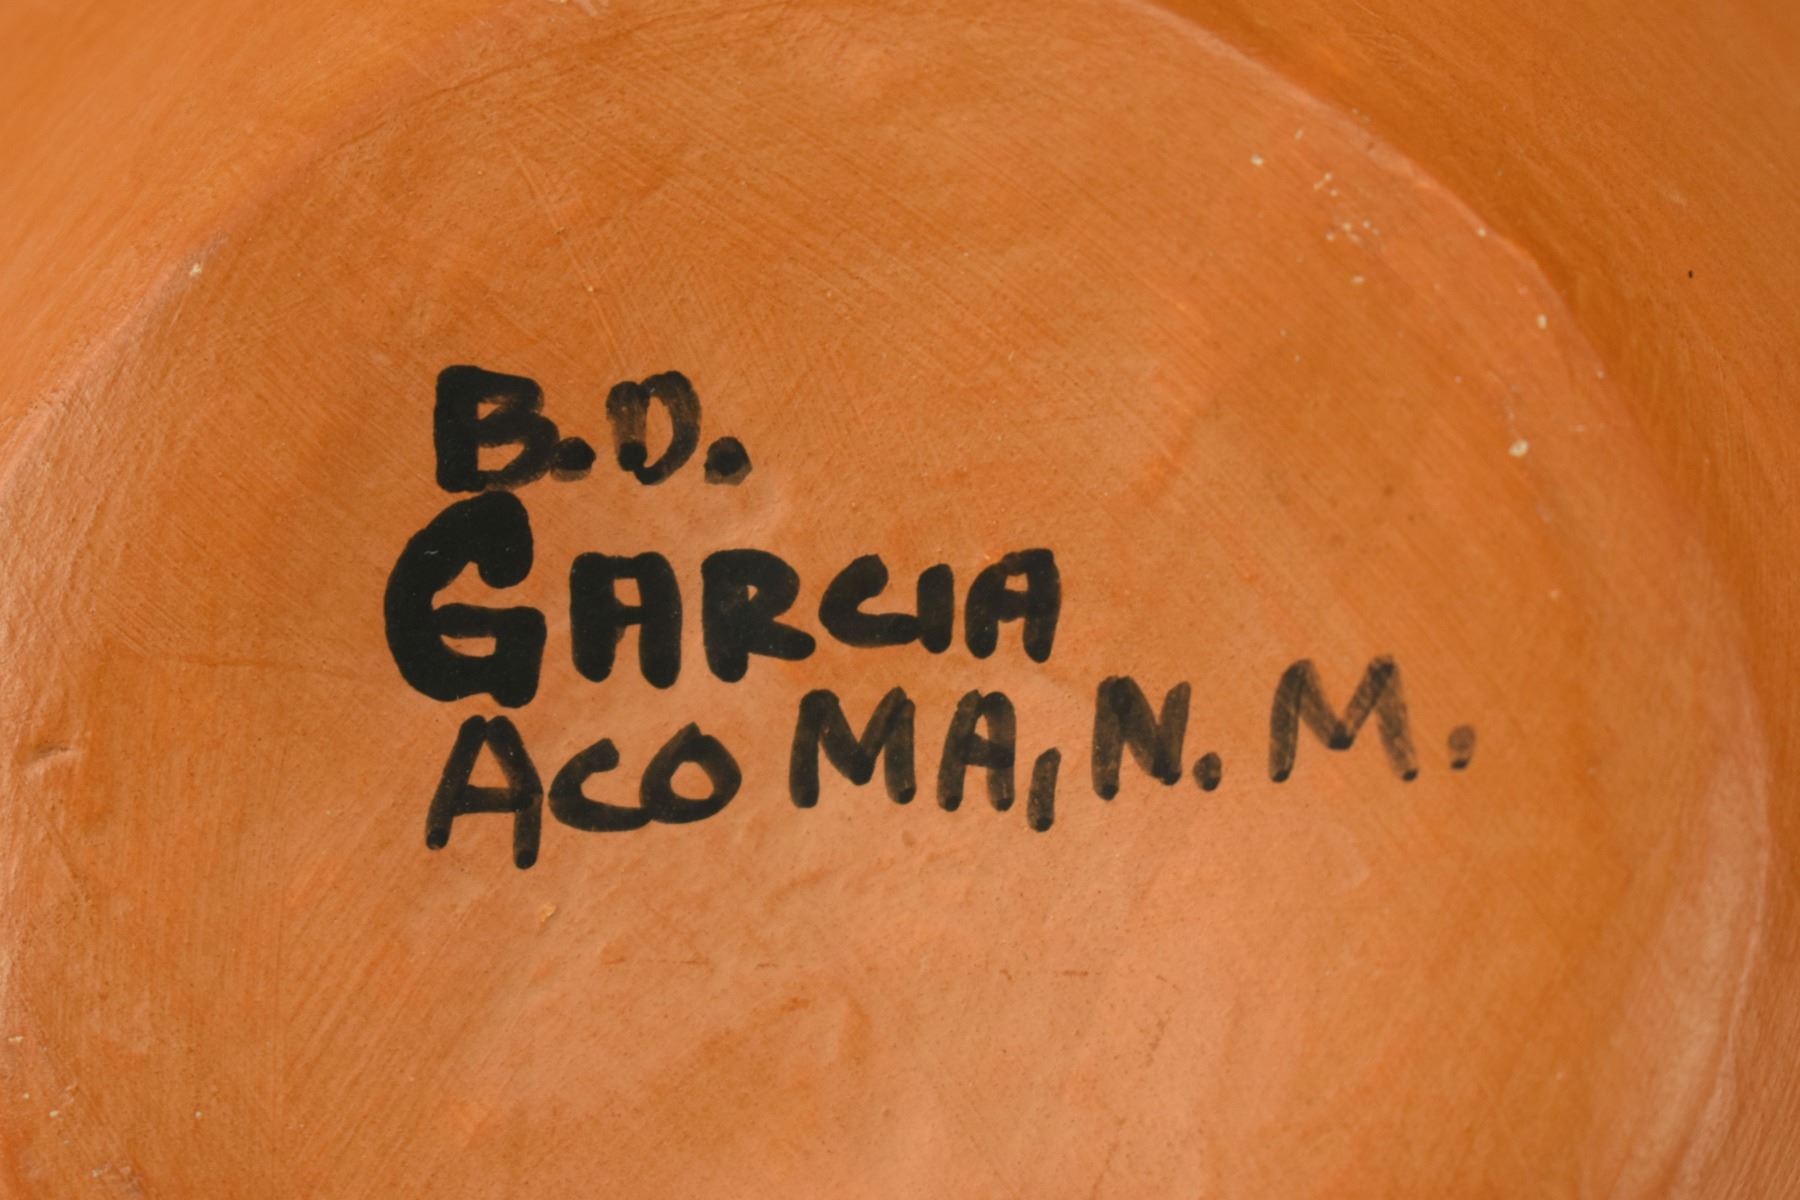 B.D.
GARCIA
ACOMA, N. M.